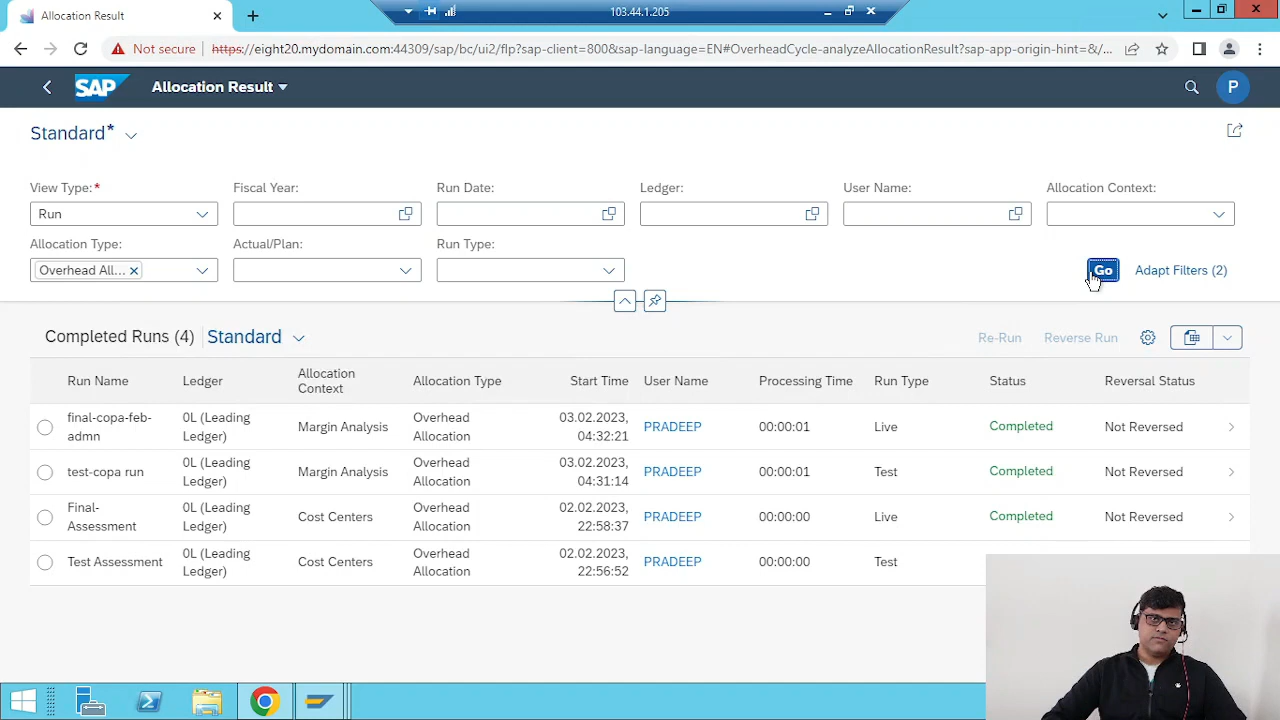 Allocation Result
103.44.1.205
Not secure https://eight20.mydomain.com:44309/sap/bc/ui2/flp?sap-client=800&sap-language=EN#OverheadCycle-analyzeAllocationResult?sap-app-origin-hint=&/...
SAP Allocation Result P
Standard*
View Type:* Fiscal Year: Run Date: Ledger: User Name: Allocation Context:
Run
Allocation Type: Actual/Plan: Run Type:
Overhead All... Go Adapt Filters (2)
Completed Runs (4) Standard Re-Run Reverse Run
Run Name Ledger Allocation Context Allocation Type Start Time User Name Processing Time Run Type Status Reversal Status
final-copa-feb-admn 0L (Leading Ledger) Margin Analysis Overhead Allocation 03.02.2023, 04:32:21 PRADEEP 00:00:01 Live Completed Not Reversed
test-copa run 0L (Leading Ledger) Margin Analysis Overhead Allocation 03.02.2023, 04:31:14 PRADEEP 00:00:01 Test Completed Not Reversed
Final-Assessment 0L (Leading Ledger) Cost Centers Overhead Allocation 02.02.2023, 22:58:37 PRADEEP 00:00:00 Live Completed Not Reversed
Test Assessment 0L (Leading Ledger) Cost Centers Overhead Allocation 02.02.2023, 22:56:52 PRADEEP 00:00:00 Test